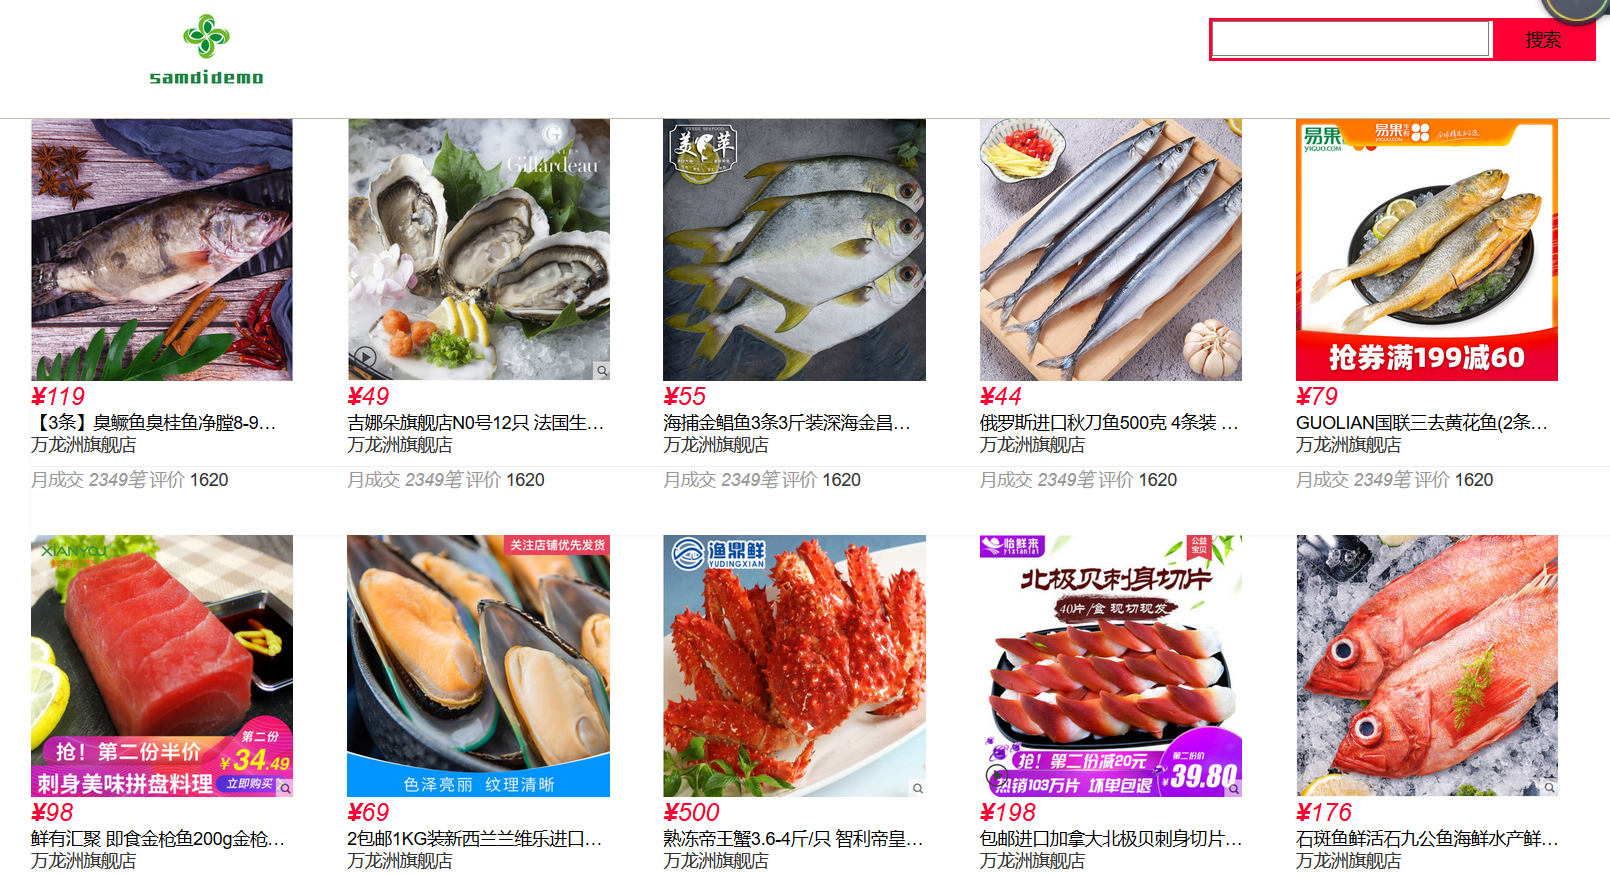 samdidemo
搜索
G
Gillardeau
美苹
FRESH SEAFOOD
易果
YIGUO.COM
易果生鲜
YIGUO.COM
抢券满199减60
¥119
¥49
¥55
¥44
¥79
【3条】臭鳜鱼臭桂鱼净膛8-9…
吉娜朵旗舰店N0号12只 法国生…
海捕金鲳鱼3条3斤装深海金昌…
俄罗斯进口秋刀鱼500克 4条装 …
GUOLIAN国联三去黄花鱼(2条…
万龙洲旗舰店
万龙洲旗舰店
万龙洲旗舰店
万龙洲旗舰店
万龙洲旗舰店
月成交 2349笔 评价 1620
月成交 2349笔 评价 1620
月成交 2349笔 评价 1620
月成交 2349笔 评价 1620
月成交 2349笔 评价 1620
XIANYOU
抢！第二份半价
第二份
¥34.49
刺身美味拼盘料理
立即购买
关注店铺优先发货
色泽亮丽 纹理清晰
渔鼎鲜
YUDINGXIAN
怡鲜来
yixianlai
公益宝贝
北极贝刺身切片
40片/盒 现切现发
抢！第二份减20元
热销103万片 坏单包退
第二份价
¥39.80
¥98
¥69
¥500
¥198
¥176
鲜有汇聚 即食金枪鱼200g金枪…
2包邮1KG装新西兰兰维乐进口…
熟冻帝王蟹3.6-4斤/只 智利帝皇…
包邮进口加拿大北极贝刺身切片…
石斑鱼鲜活石九公鱼海鲜水产鲜…
万龙洲旗舰店
万龙洲旗舰店
万龙洲旗舰店
万龙洲旗舰店
万龙洲旗舰店